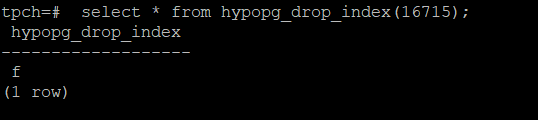 tpch=#  select * from hypopg_drop_index(16715);
 hypopg_drop_index
-------------------
 f
(1 row)